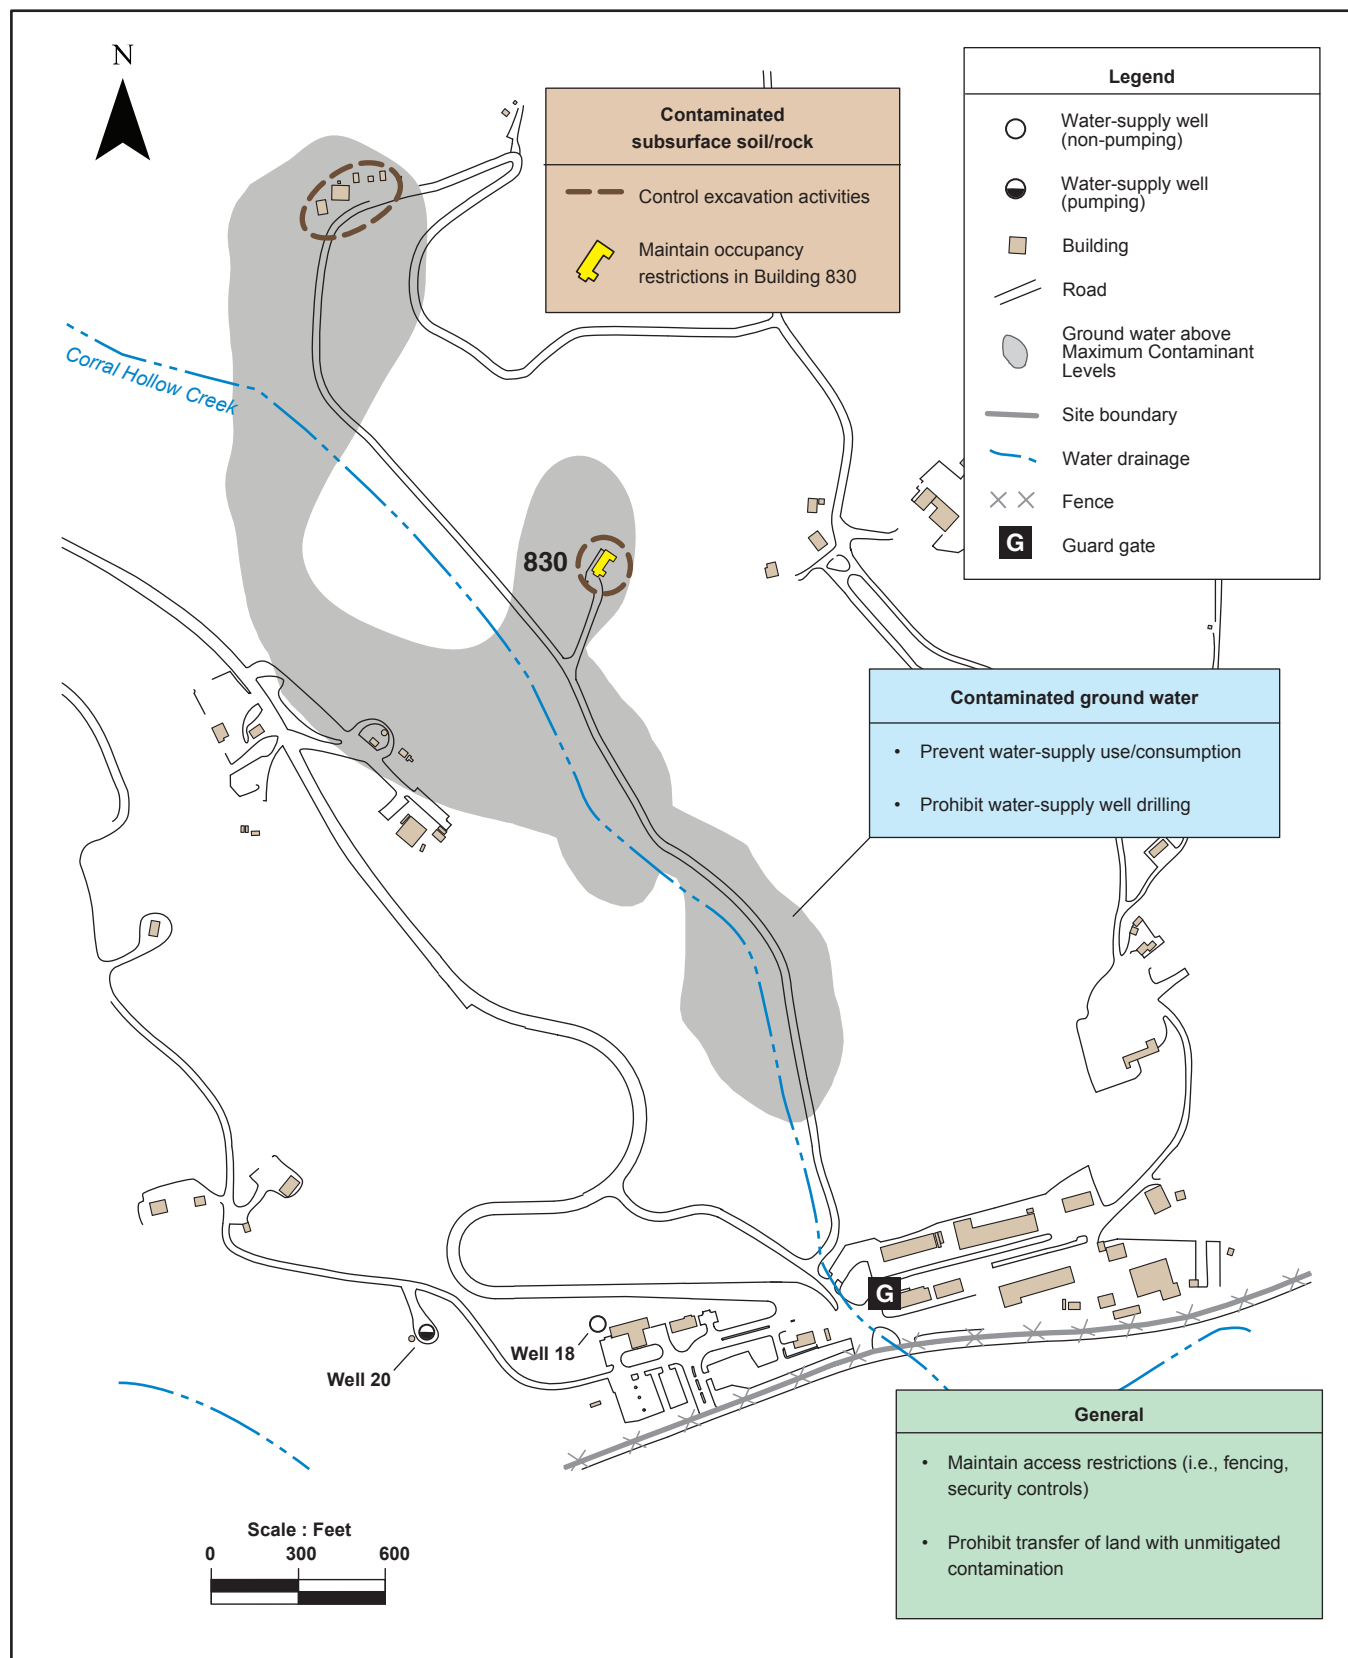 N
Contaminated
subsurface soil/rock
Control excavation activities
Maintain occupancy
restrictions in Building 830
Legend
Water-supply well
(non-pumping)
Water-supply well
(pumping)
Building
Road
Ground water above
Maximum Contaminant
Levels
Site boundary
Water drainage
Fence
G
Guard gate
Corral Hollow Creek
830
Contaminated ground water
• Prevent water-supply use/consumption
• Prohibit water-supply well drilling
G
Well 18
Well 20
General
• Maintain access restrictions (i.e., fencing,
security controls)
• Prohibit transfer of land with unmitigated
contamination
Scale : Feet
0 300 600